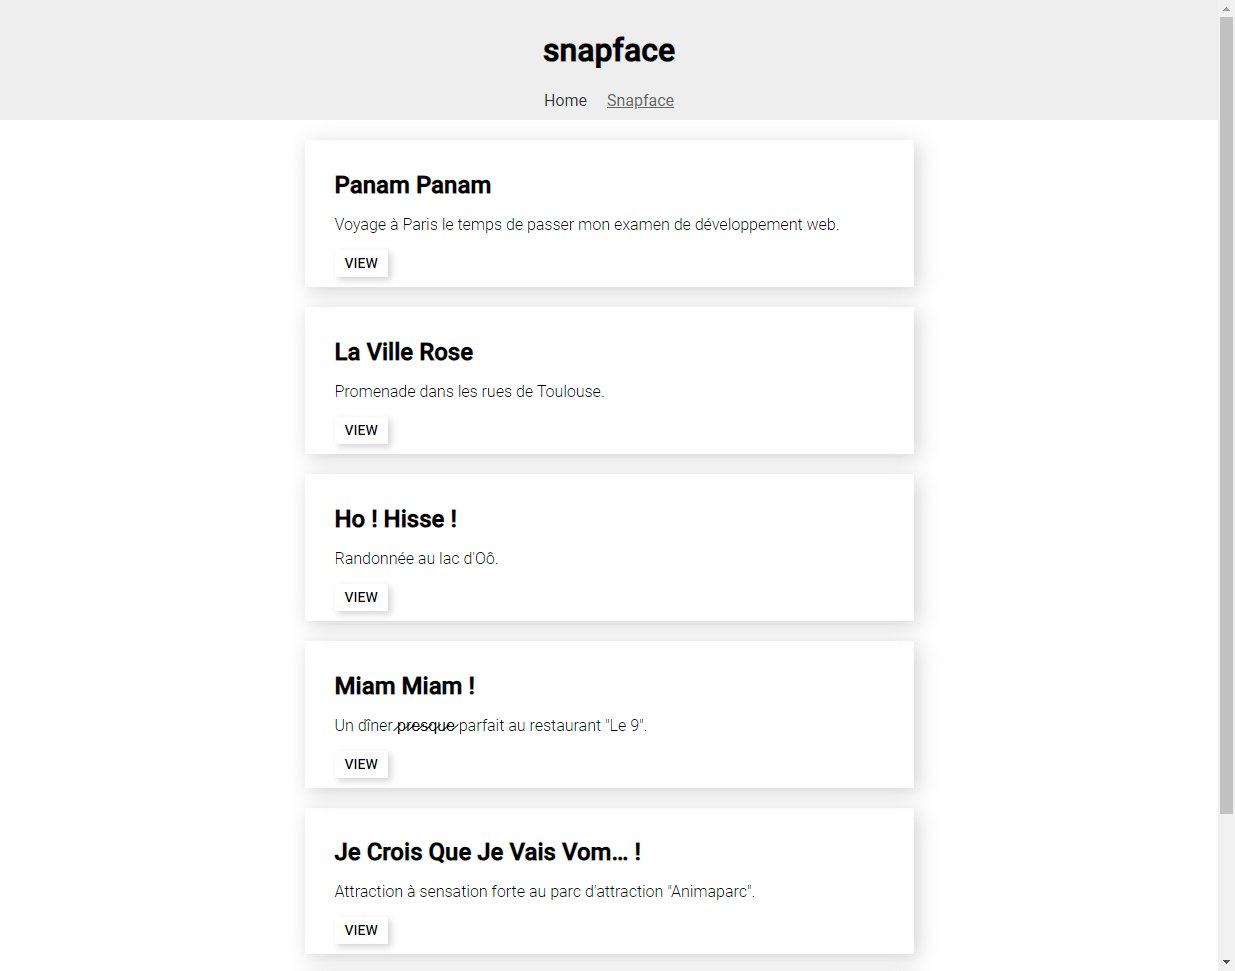 snapface
Home Snapface
Panam Panam
Voyage à Paris le temps de passer mon examen de développement web.
VIEW
La Ville Rose
Promenade dans les rues de Toulouse.
VIEW
Ho ! Hisse !
Randonnée au lac d'Oô.
VIEW
Miam Miam !
Un dîner presque parfait au restaurant "Le 9".
VIEW
Je Crois Que Je Vais Vom... !
Attraction à sensation forte au parc d'attraction "Animaparc".
VIEW